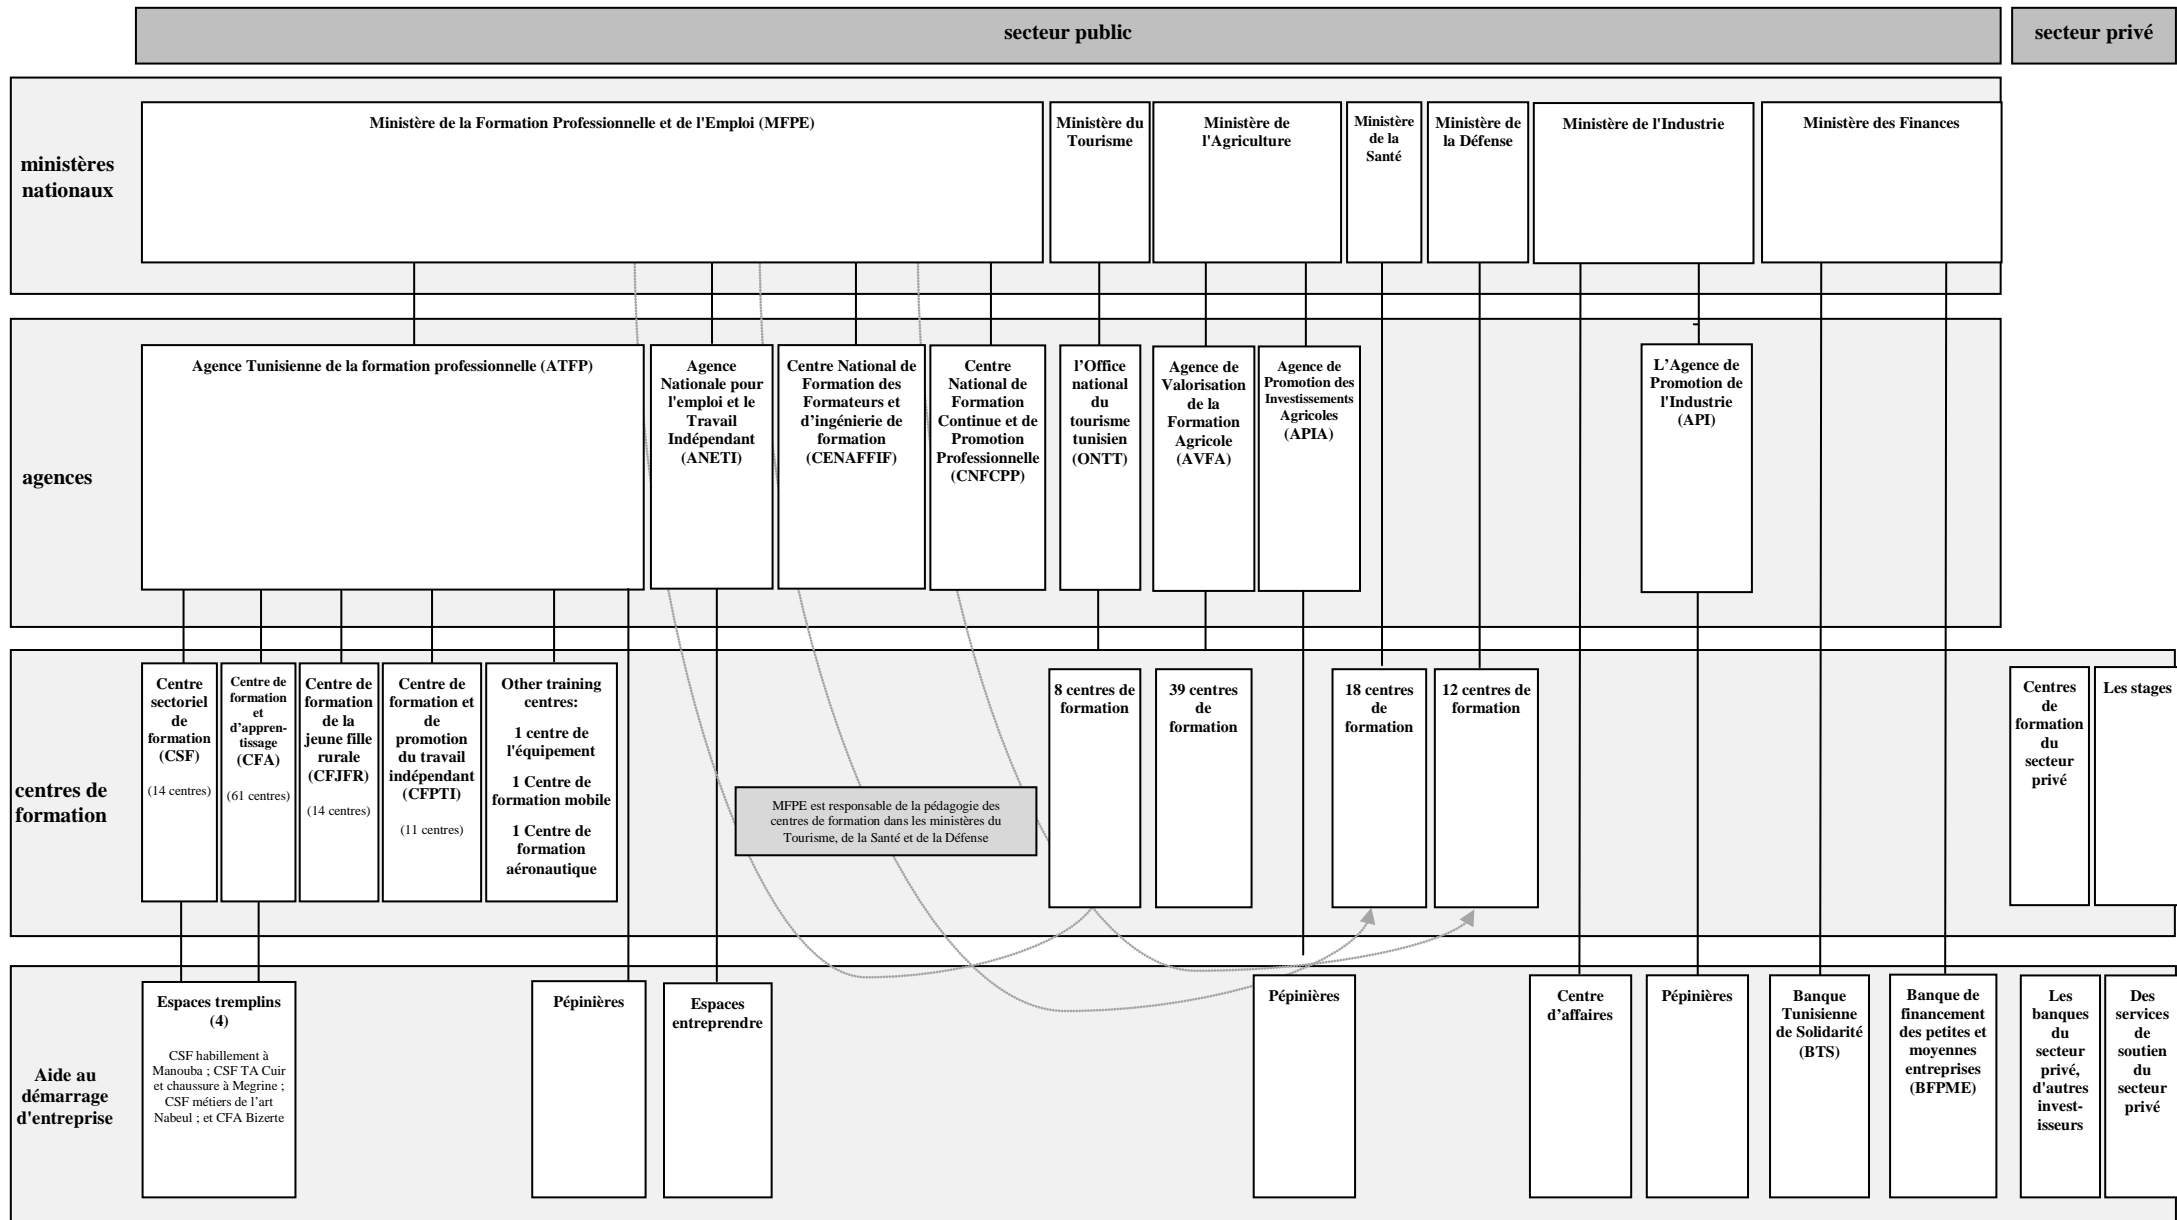 secteur public
secteur privé
ministères
nationaux
Ministère de la Formation Professionnelle et de l'Emploi (MFPE)
Ministère du
Tourisme
Ministère de
l'Agriculture
Ministère
de la
Santé
Ministère de
la Défense
Ministère de l'Industrie
Ministère des Finances
agences
Agence Tunisienne de la formation professionnelle (ATFP)
Agence
Nationale pour
l'emploi et le
Travail
Indépendant
(ANETI)
Centre National de
Formation des
Formateurs et
d’ingénierie de
formation
(CENAFFIF)
Centre
National de
Formation
Continue et de
Promotion
Professionnelle
(CNFCPP)
l’Office
national
du
tourisme
tunisien
(ONTT)
Agence de
Valorisation
de la
Formation
Agricole
(AVFA)
Agence de
Promotion des
Investissements
Agricoles
(APIA)
L’Agence de
Promotion de
l'Industrie
(API)
centres de
formation
Centre
sectoriel
de
formation
(CSF)
(14 centres)
Centre de
formation
et
d’appren-
tissage
(CFA)
(61 centres)
Centre de
formation
de la
jeune fille
rurale
(CFJFR)
(14 centres)
Centre de
formation et
de
promotion
du travail
indépendant
(CFPTI)
(11 centres)
Other training
centres:
1 centre de
l'équipement
1 Centre de
formation mobile
1 Centre de
formation
aéronautique
MFPE est responsable de la pédagogie des
centres de formation dans les ministères du
Tourisme, de la Santé et de la Défense
8 centres de
formation
39 centres
de
formation
18 centres
de
formation
12 centres de
formation
Centres
de
formation
du
secteur
privé
Les stages
Aide au
démarrage
d'entreprise
Espaces tremplins
(4)
CSF habillement à
Manouba ; CSF TA Cuir
et chaussure à Megrine ;
CSF métiers de l’art
Nabeul ; et CFA Bizerte
Pépinières
Espaces
entreprendre
Pépinières
Centre
d’affaires
Pépinières
Banque
Tunisienne
de Solidarité
(BTS)
Banque de
financement
des petites et
moyennes
entreprises
(BFPME)
Les
banques
du
secteur
privé,
d'autres
invest-
isseurs
Des
services
de
soutien
du
secteur
privé